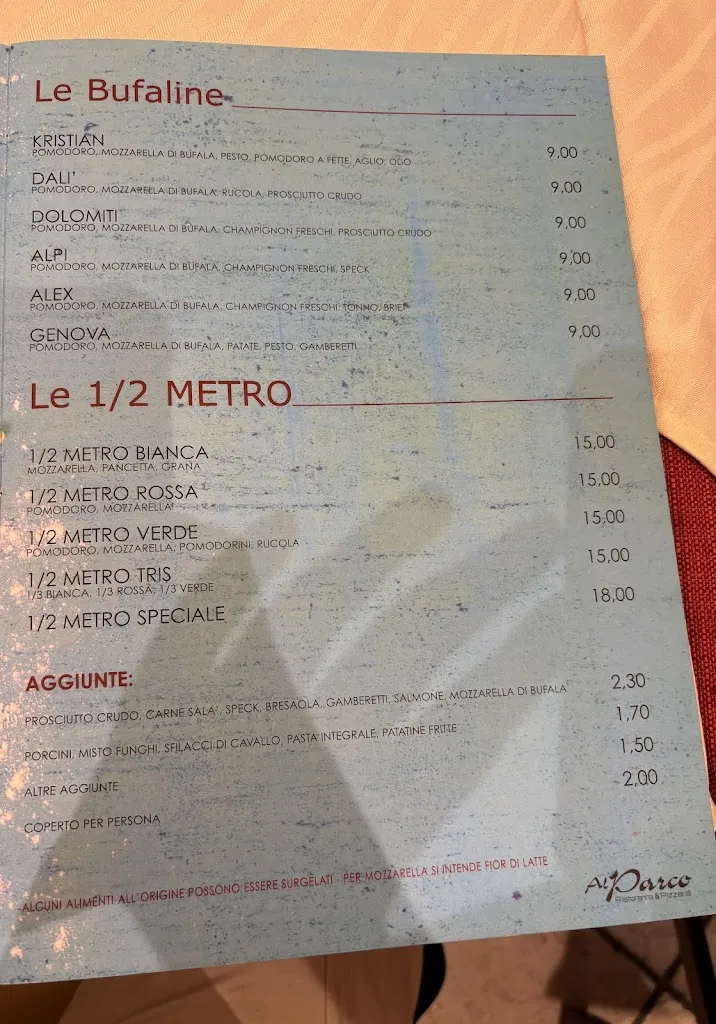 Le Bufaline
KRISTIAN 9,00
POMODORO, MOZZARELLA DI BUFALA, PESTO, POMODORO A FETTE, AGLIO, OLIO
DALI' 9,00
POMODORO, MOZZARELLA DI BUFALA, RUCOLA, PROSCIUTTO CRUDO
DOLOMITI 9,00
POMODORO, MOZZARELLA DI BUFALA, CHAMPIGNON FRESCHI, PROSCIUTTO CRUDO
ALPI 9,00
POMODORO, MOZZARELLA DI BUFALA, CHAMPIGNON FRESCHI, SPECK
ALEX 9,00
POMODORO, MOZZARELLA DI BUFALA, CHAMPIGNON FRESCHI, TONNO, BRIE
GENOVA 9,00
POMODORO, MOZZARELLA DI BUFALA, PATATE, PESTO, GAMBERETTI
Le 1/2 METRO
1/2 METRO BIANCA 15,00
MOZZARELLA, PANCETTA, GRANA
1/2 METRO ROSSA 15,00
POMODORO, MOZZARELLA
1/2 METRO VERDE 15,00
POMODORO, MOZZARELLA, POMODORINI, RUCOLA
1/2 METRO TRIS 15,00
1/3 BIANCA, 1/3 ROSSA, 1/3 VERDE
1/2 METRO SPECIALE 18,00
AGGIUNTE:
PROSCIUTTO CRUDO, CARNE SALA', SPECK, BRESAOLA, GAMBERETTI, SALMONE, MOZZARELLA DI BUFALA 2,30
PORCINI, MISTO FUNGHI, SFILACCI DI CAVALLO, PASTA INTEGRALE, PATATINE FRITTE 1,70
ALTRE AGGIUNTE 1,50
COPERTO PER PERSONA 2,00
ALCUNI ALIMENTI ALL'ORIGINE POSSONO ESSERE SURGELATI - PER MOZZARELLA SI INTENDE FIOR DI LATTE
Al Parco
Ristorante & Pizzeria